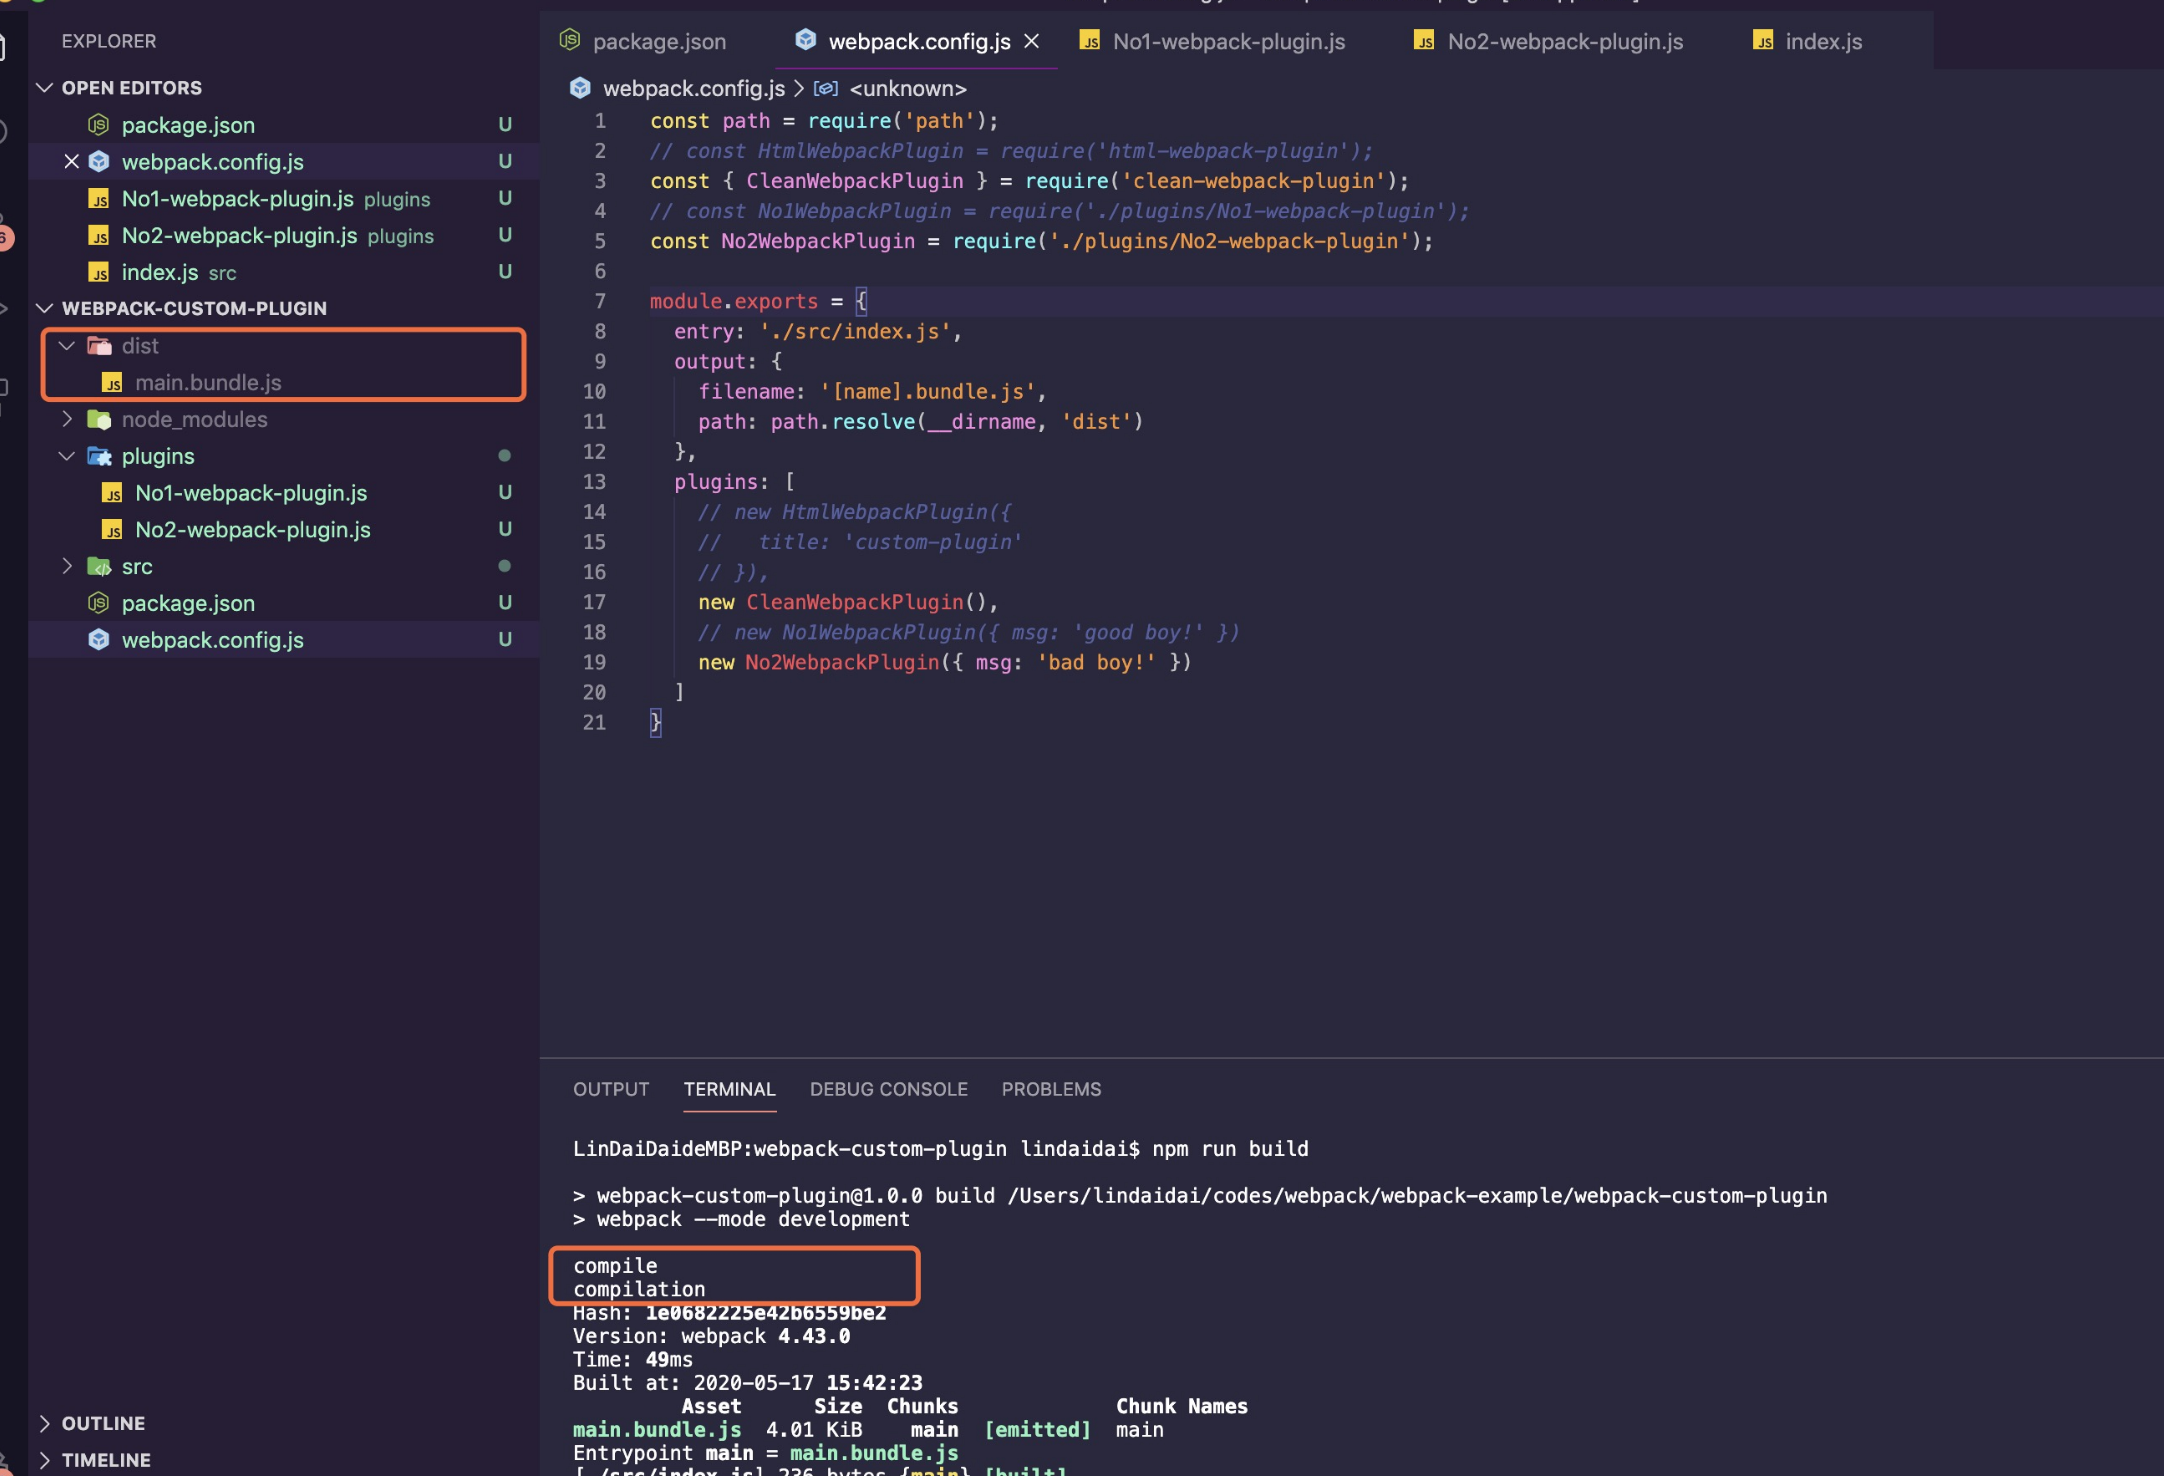 EXPLORER
OPEN EDITORS
package.json U
webpack.config.js U
No1-webpack-plugin.js plugins U
No2-webpack-plugin.js plugins U
index.js src U
WEBPACK-CUSTOM-PLUGIN
dist
main.bundle.js
node_modules
plugins
No1-webpack-plugin.js U
No2-webpack-plugin.js U
src
package.json U
webpack.config.js U
OUTLINE
TIMELINE
6
package.json webpack.config.js No1-webpack-plugin.js No2-webpack-plugin.js index.js
webpack.config.js > <unknown>
1 const path = require('path');
2 // const HtmlWebpackPlugin = require('html-webpack-plugin');
3 const { CleanWebpackPlugin } = require('clean-webpack-plugin');
4 // const No1WebpackPlugin = require('./plugins/No1-webpack-plugin');
5 const No2WebpackPlugin = require('./plugins/No2-webpack-plugin');
6
7 module.exports = {
8 entry: './src/index.js',
9 output: {
10 filename: '[name].bundle.js',
11 path: path.resolve(__dirname, 'dist')
12 },
13 plugins: [
14 // new HtmlWebpackPlugin({
15 // title: 'custom-plugin'
16 // }),
17 new CleanWebpackPlugin(),
18 // new No1WebpackPlugin({ msg: 'good boy!' })
19 new No2WebpackPlugin({ msg: 'bad boy!' })
20 ]
21 }
OUTPUT TERMINAL DEBUG CONSOLE PROBLEMS
LinDaiDaideMBP:webpack-custom-plugin lindaidai$ npm run build
> webpack-custom-plugin@1.0.0 build /Users/lindaidai/codes/webpack/webpack-example/webpack-custom-plugin
> webpack --mode development
compile
compilation
Hash: 1e0682225e42b6559be2
Version: webpack 4.43.0
Time: 49ms
Built at: 2020-05-17 15:42:23
Asset Size Chunks Chunk Names
main.bundle.js 4.01 KiB main [emitted] main
Entrypoint main = main.bundle.js
[./src/index.js] 236 bytes {main} [built]